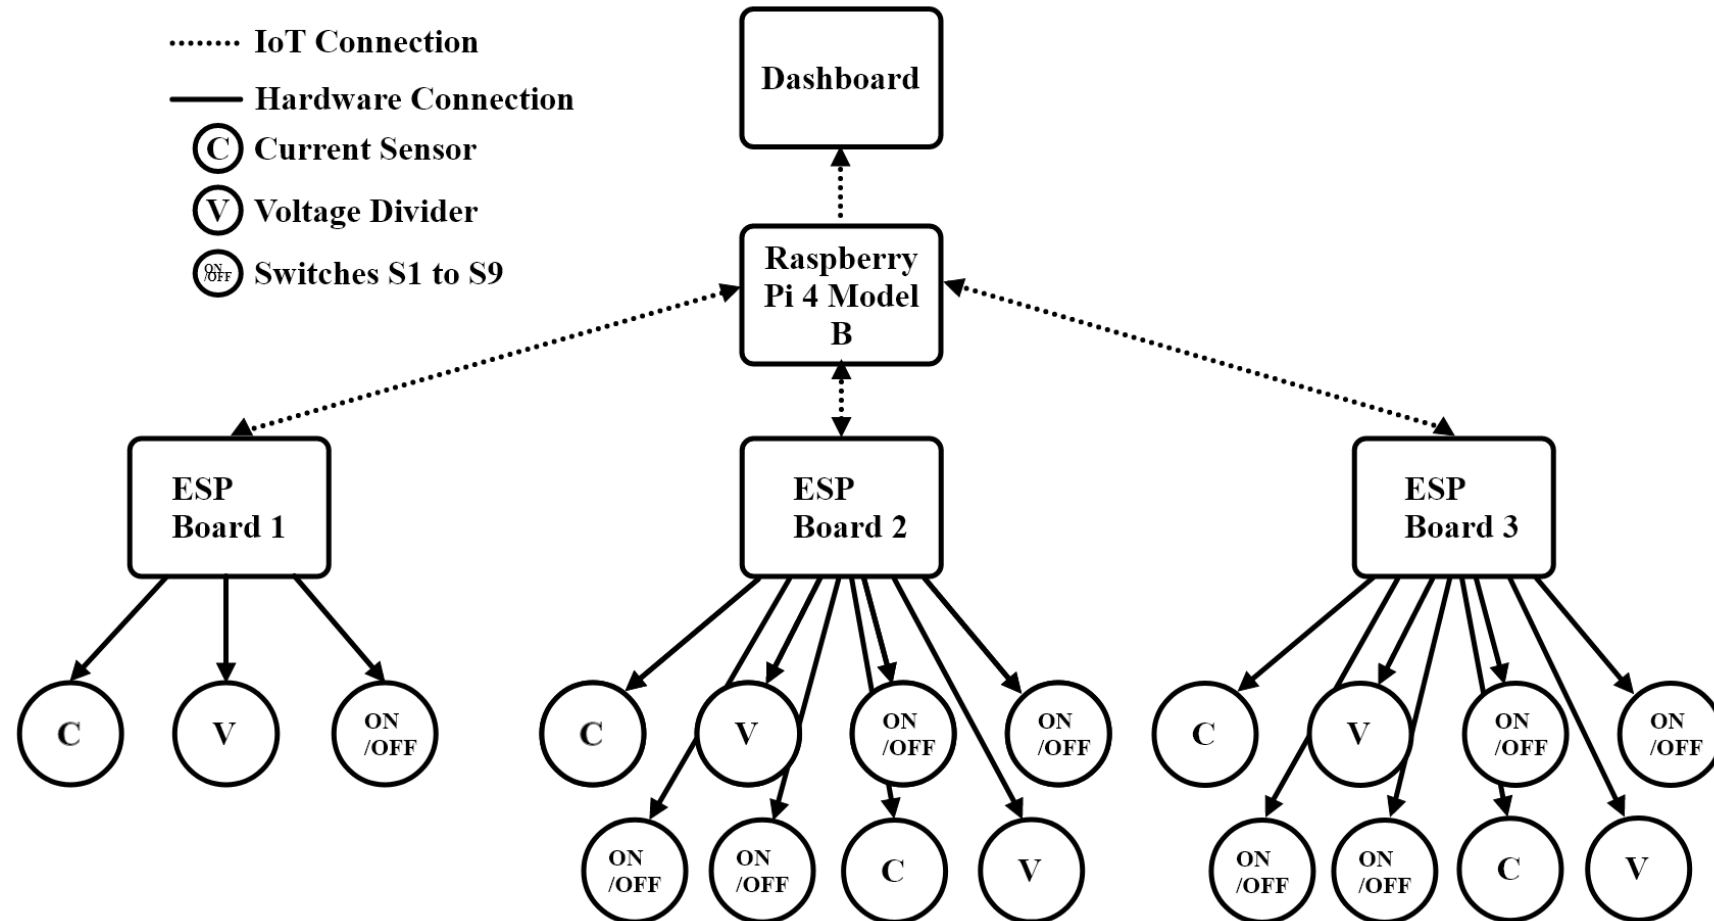 IoT Connection
Hardware Connection
C Current Sensor
V Voltage Divider
ON
/OFF Switches S1 to S9
Dashboard
Raspberry
Pi 4 Model
B
ESP
Board 1
ESP
Board 2
ESP
Board 3
C
V
ON
/OFF
C
V
ON
/OFF
ON
/OFF
C
V
ON
/OFF
ON
/OFF
ON
/OFF
ON
/OFF
C
V
ON
/OFF
ON
/OFF
C
V